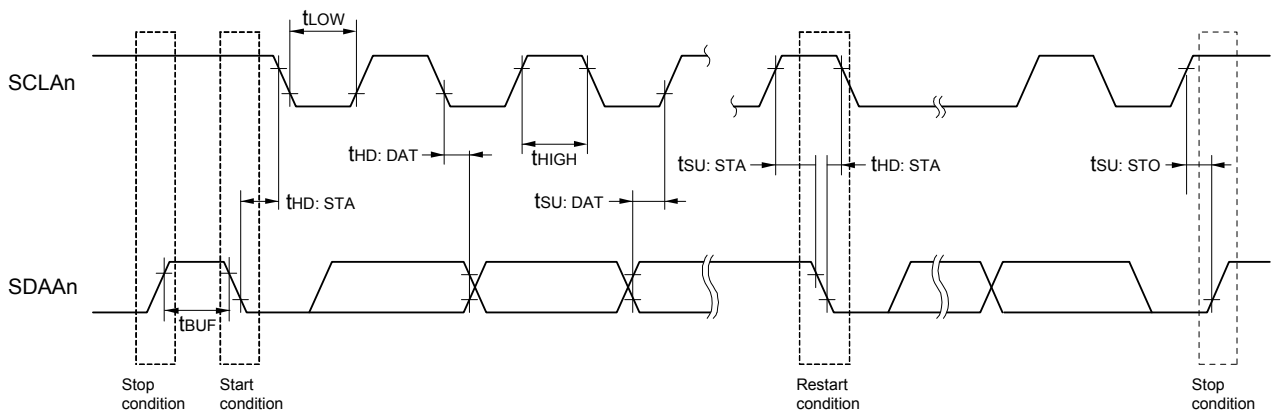 tLOW
SCLAn
tHD: DAT
tHIGH
tSU: STA
tHD: STA
tSU: STO
tHD: STA
tSU: DAT
SDAAn
tBUF
Stop
condition
Start
condition
Restart
condition
Stop
condition